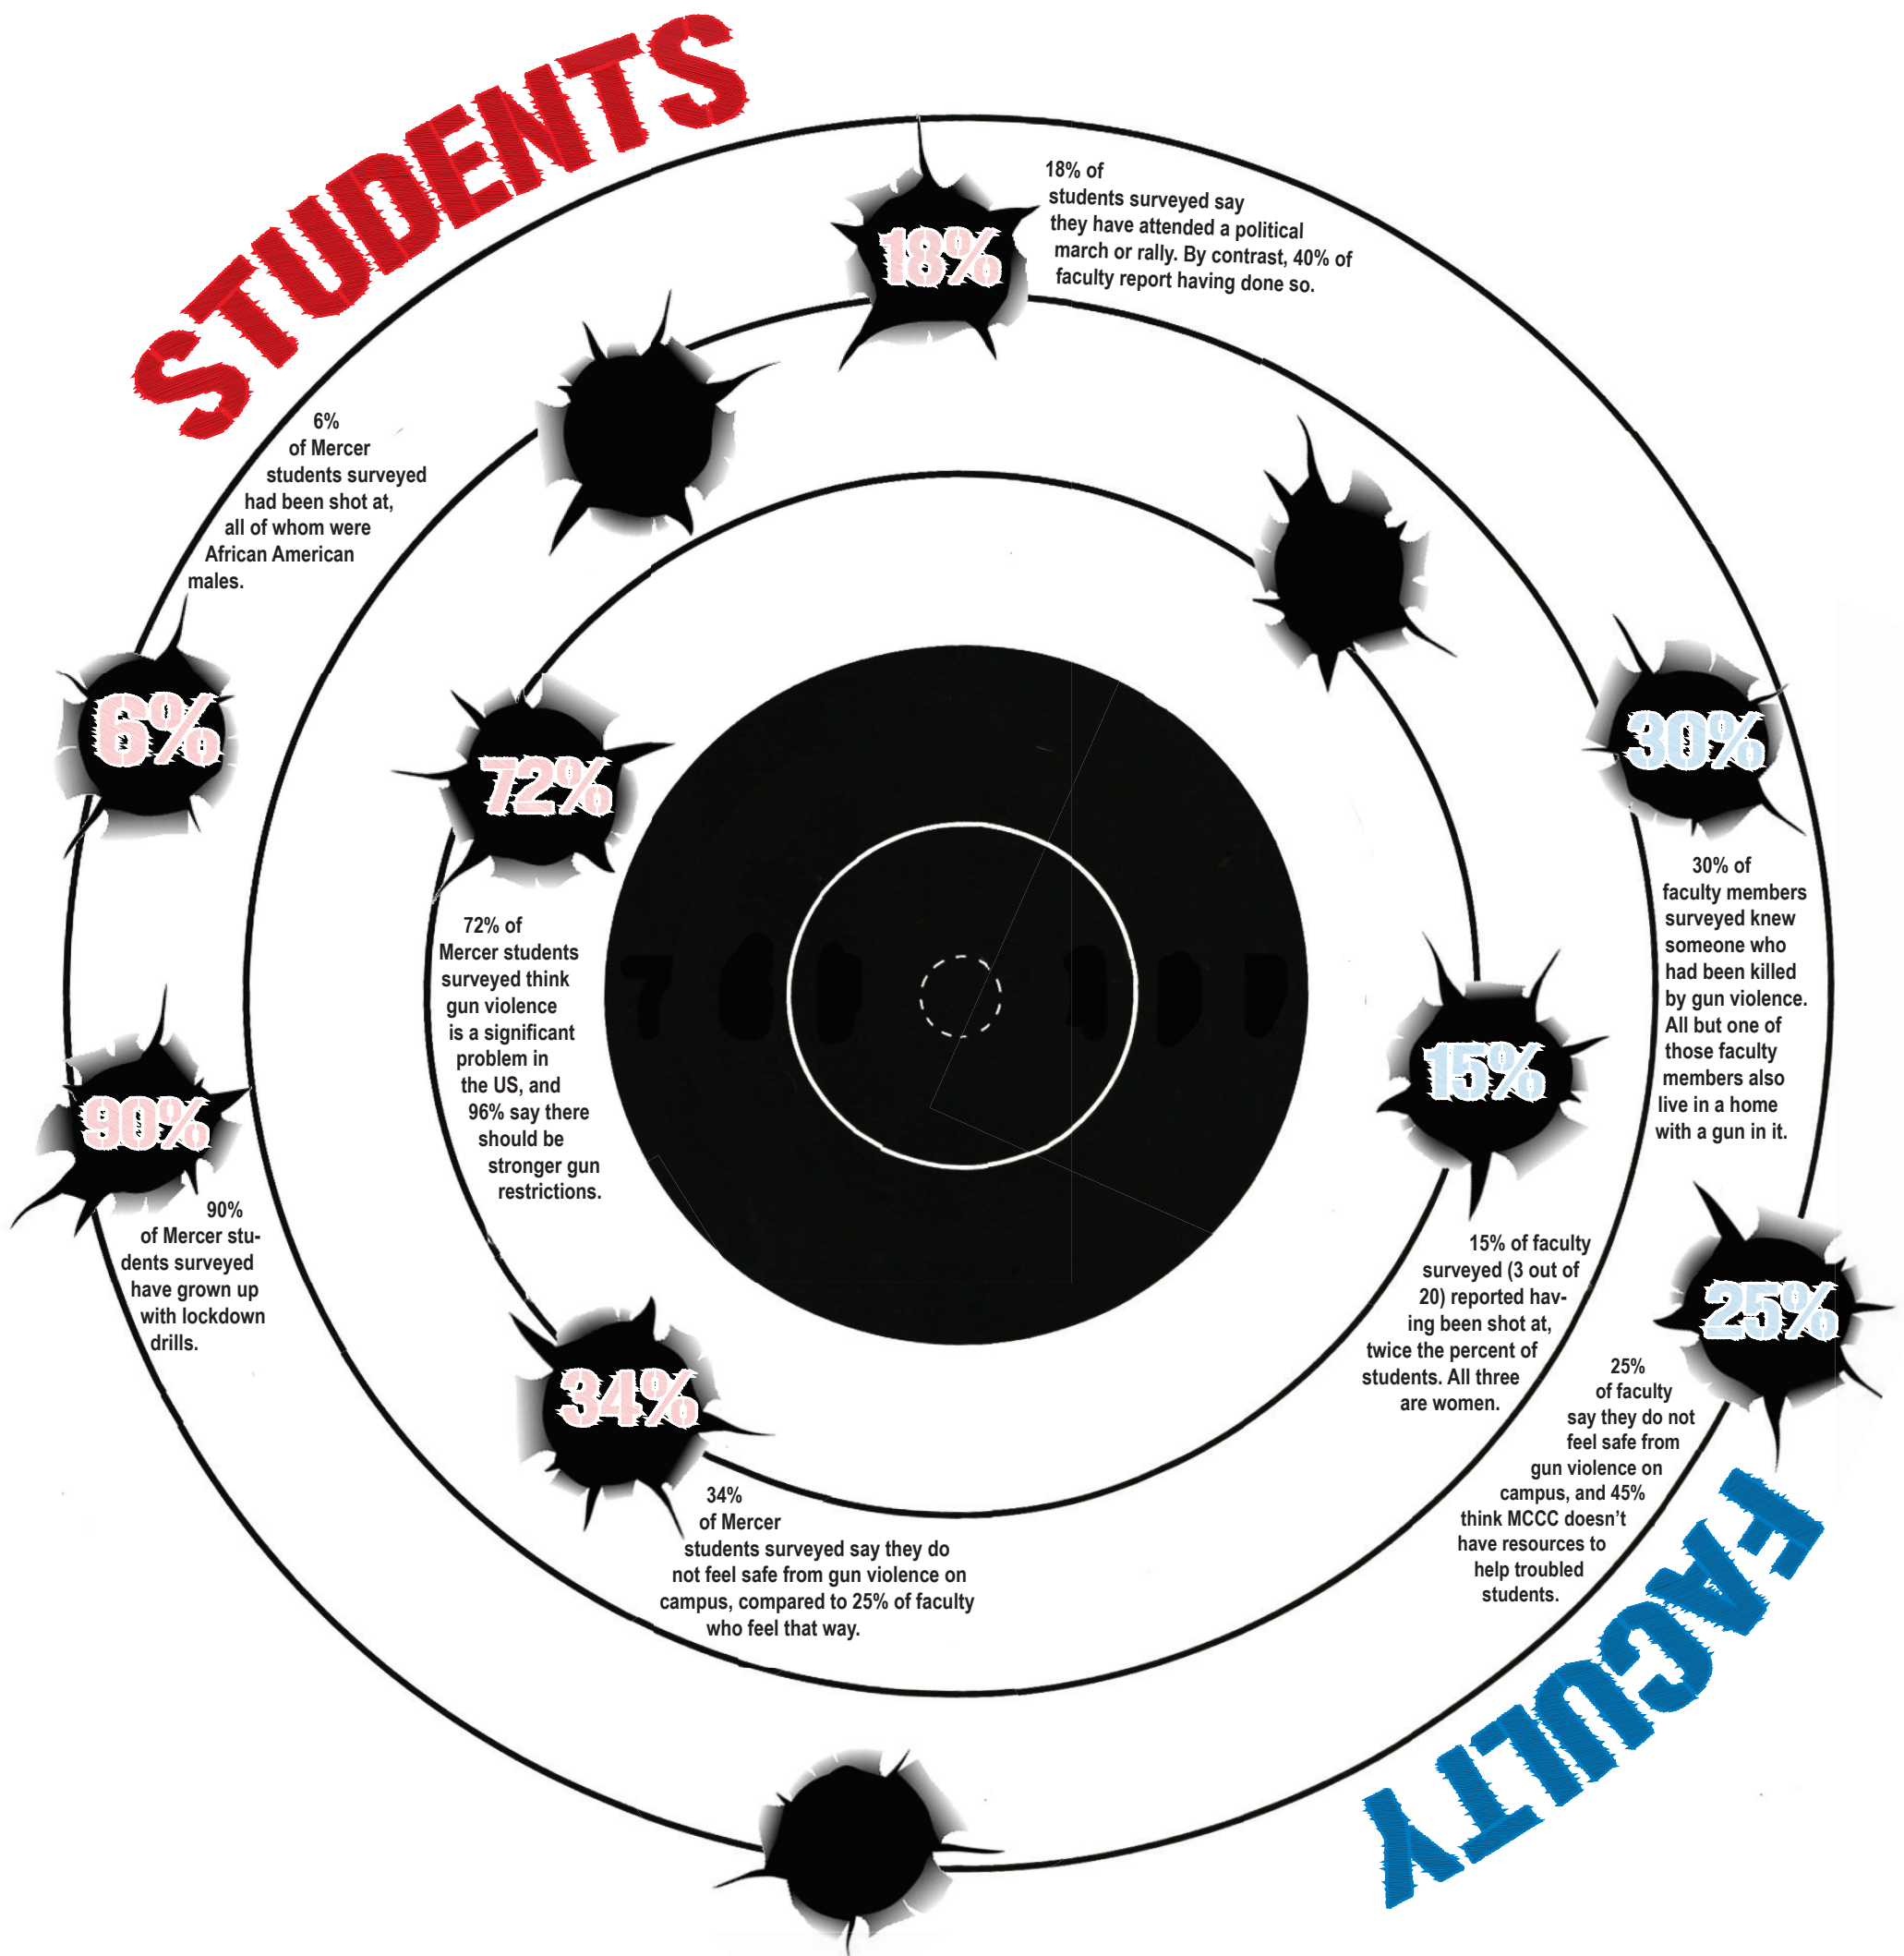 STUDENTS
18%
18% of
students surveyed say
they have attended a political
march or rally. By contrast, 40% of
faculty report having done so.
6%
of Mercer
students surveyed
had been shot at,
all of whom were
African American
males.
6%
72%
72% of
Mercer students
surveyed think
gun violence
is a significant
problem in
the US, and
96% say there
should be
stronger gun
restrictions.
90%
90%
of Mercer stu-
dents surveyed
have grown up
with lockdown
drills.
34%
34%
of Mercer
students surveyed say they do
not feel safe from gun violence on
campus, compared to 25% of faculty
who feel that way.
30%
30% of
faculty members
surveyed knew
someone who
had been killed
by gun violence.
All but one of
those faculty
members also
live in a home
with a gun in it.
15%
15% of faculty
surveyed (3 out of
20) reported hav-
ing been shot at,
twice the percent of
students. All three
are women.
25%
25%
of faculty
say they do not
feel safe from
gun violence on
campus, and 45%
think MCCC doesn't
have resources to
help troubled
students.
FACULTY